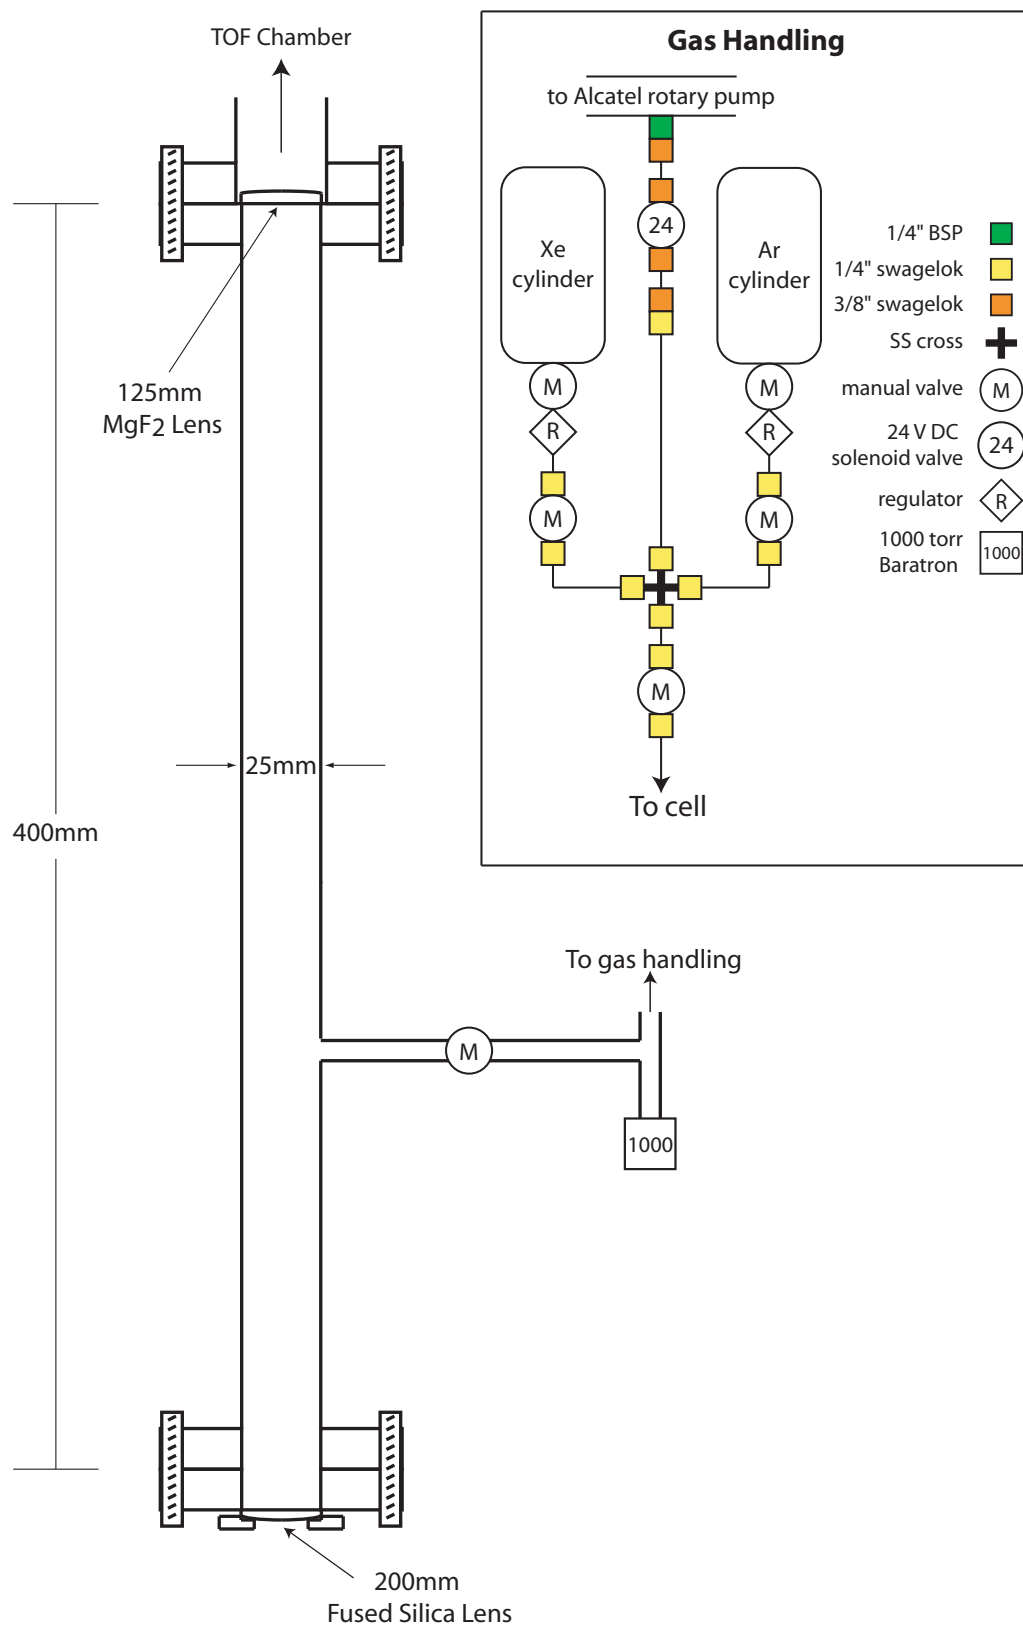 TOF Chamber
125mm
MgF2 Lens
400mm
25mm
To gas handling
M
1000
200mm
Fused Silica Lens
Gas Handling
to Alcatel rotary pump
24
Xe
cylinder
Ar
cylinder
M
M
R
R
M
M
M
To cell
1/4" BSP
1/4" swagelok
3/8" swagelok
SS cross
manual valve
M
24 V DC
solenoid valve
24
regulator
R
1000 torr
Baratron
1000